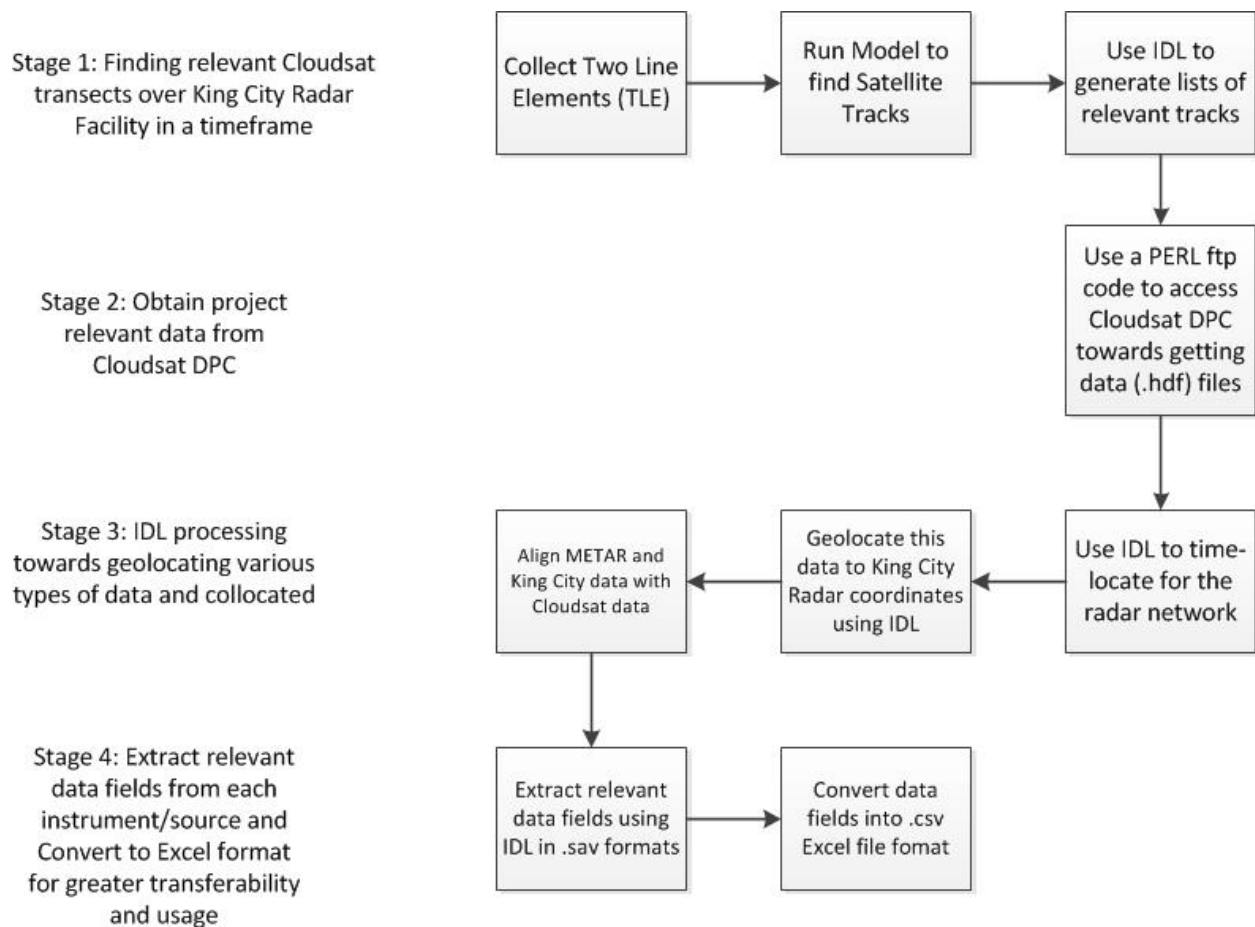 Stage 1: Finding relevant Cloudsat
transects over King City Radar
Facility in a timeframe
Collect Two Line
Elements (TLE)
Run Model to
find Satellite
Tracks
Use IDL to
generate lists of
relevant tracks
Stage 2: Obtain project
relevant data from
Cloudsat DPC
Use a PERL ftp
code to access
Cloudsat DPC
towards getting
data (.hdf) files
Stage 3: IDL processing
towards geolocating various
types of data and collocated
Use IDL to time-
locate for the
radar network
Geolocate this
data to King City
Radar coordinates
using IDL
Align METAR and
King City data with
Cloudsat data
Stage 4: Extract relevant
data fields from each
instrument/source and
Convert to Excel format
for greater transferability
and usage
Extract relevant
data fields using
IDL in .sav formats
Convert data
fields into .csv
Excel file fomat